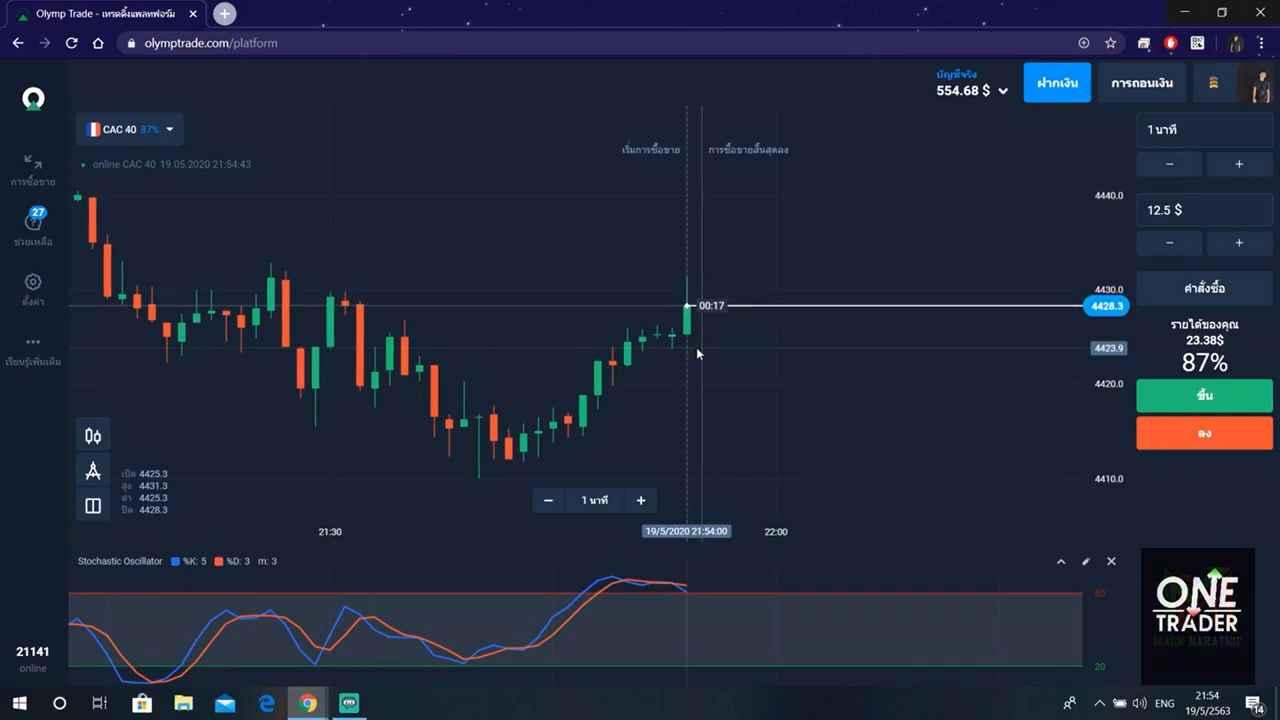 Olymp Trade - เทรดดิ้งแพลทฟอร์ม
olymptrade.com/platform
บัญชีจริง
554.68 $
ฝากเงิน
การถอนเงิน
CAC 40 87%
online CAC 40 19.05.2020 21:54:43
เริ่มการซื้อขาย
การซื้อขายสิ้นสุดลง
การซื้อขาย
27
ช่วยเหลือ
ตั้งค่า
เรียนรู้เพิ่มเติม
1 นาที
12.5 $
คำสั่งซื้อ
รายได้ของคุณ
23.38$
87%
ขึ้น
ลง
4440.0
4430.0
4428.3
4423.9
4420.0
4410.0
00:17
เปิด 4425.3
สูง 4431.3
ต่ำ 4425.3
ปิด 4428.3
1 นาที
21:30
19/5/2020 21:54:00
22:00
Stochastic Oscillator %K: 5 %D: 3 m: 3
80
20
21141
online
ONE
TRADER
MARK NARATHIP
ENG
21:54
19/5/2563
14